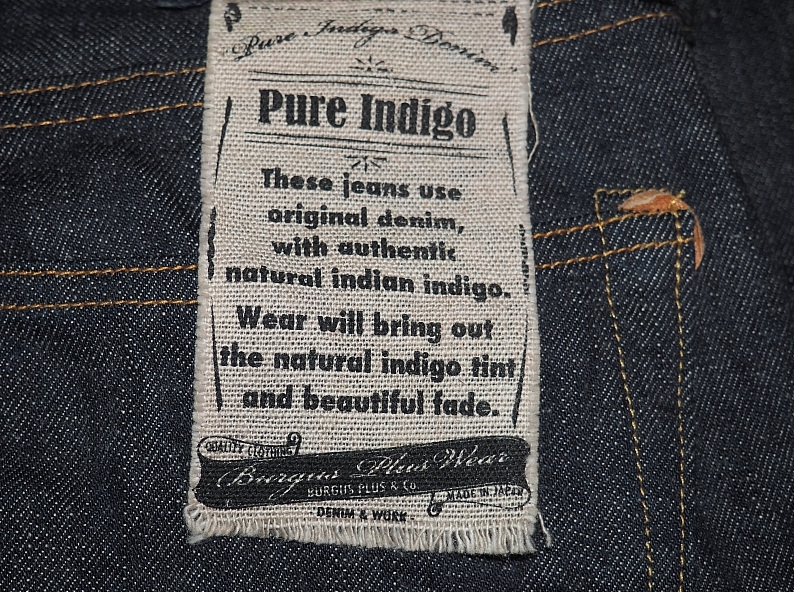 "Pure Indigo Denim"
Pure Indigo
These jeans use
original denim,
with authentic
natural indian indigo.
Wear will bring out
the natural indigo tint
and beautiful fade.
QUALITY CLOTHING
Burgus Plus Wear
BURGUS PLUS & Co.
MADE IN JAPAN
DENIM & WORK